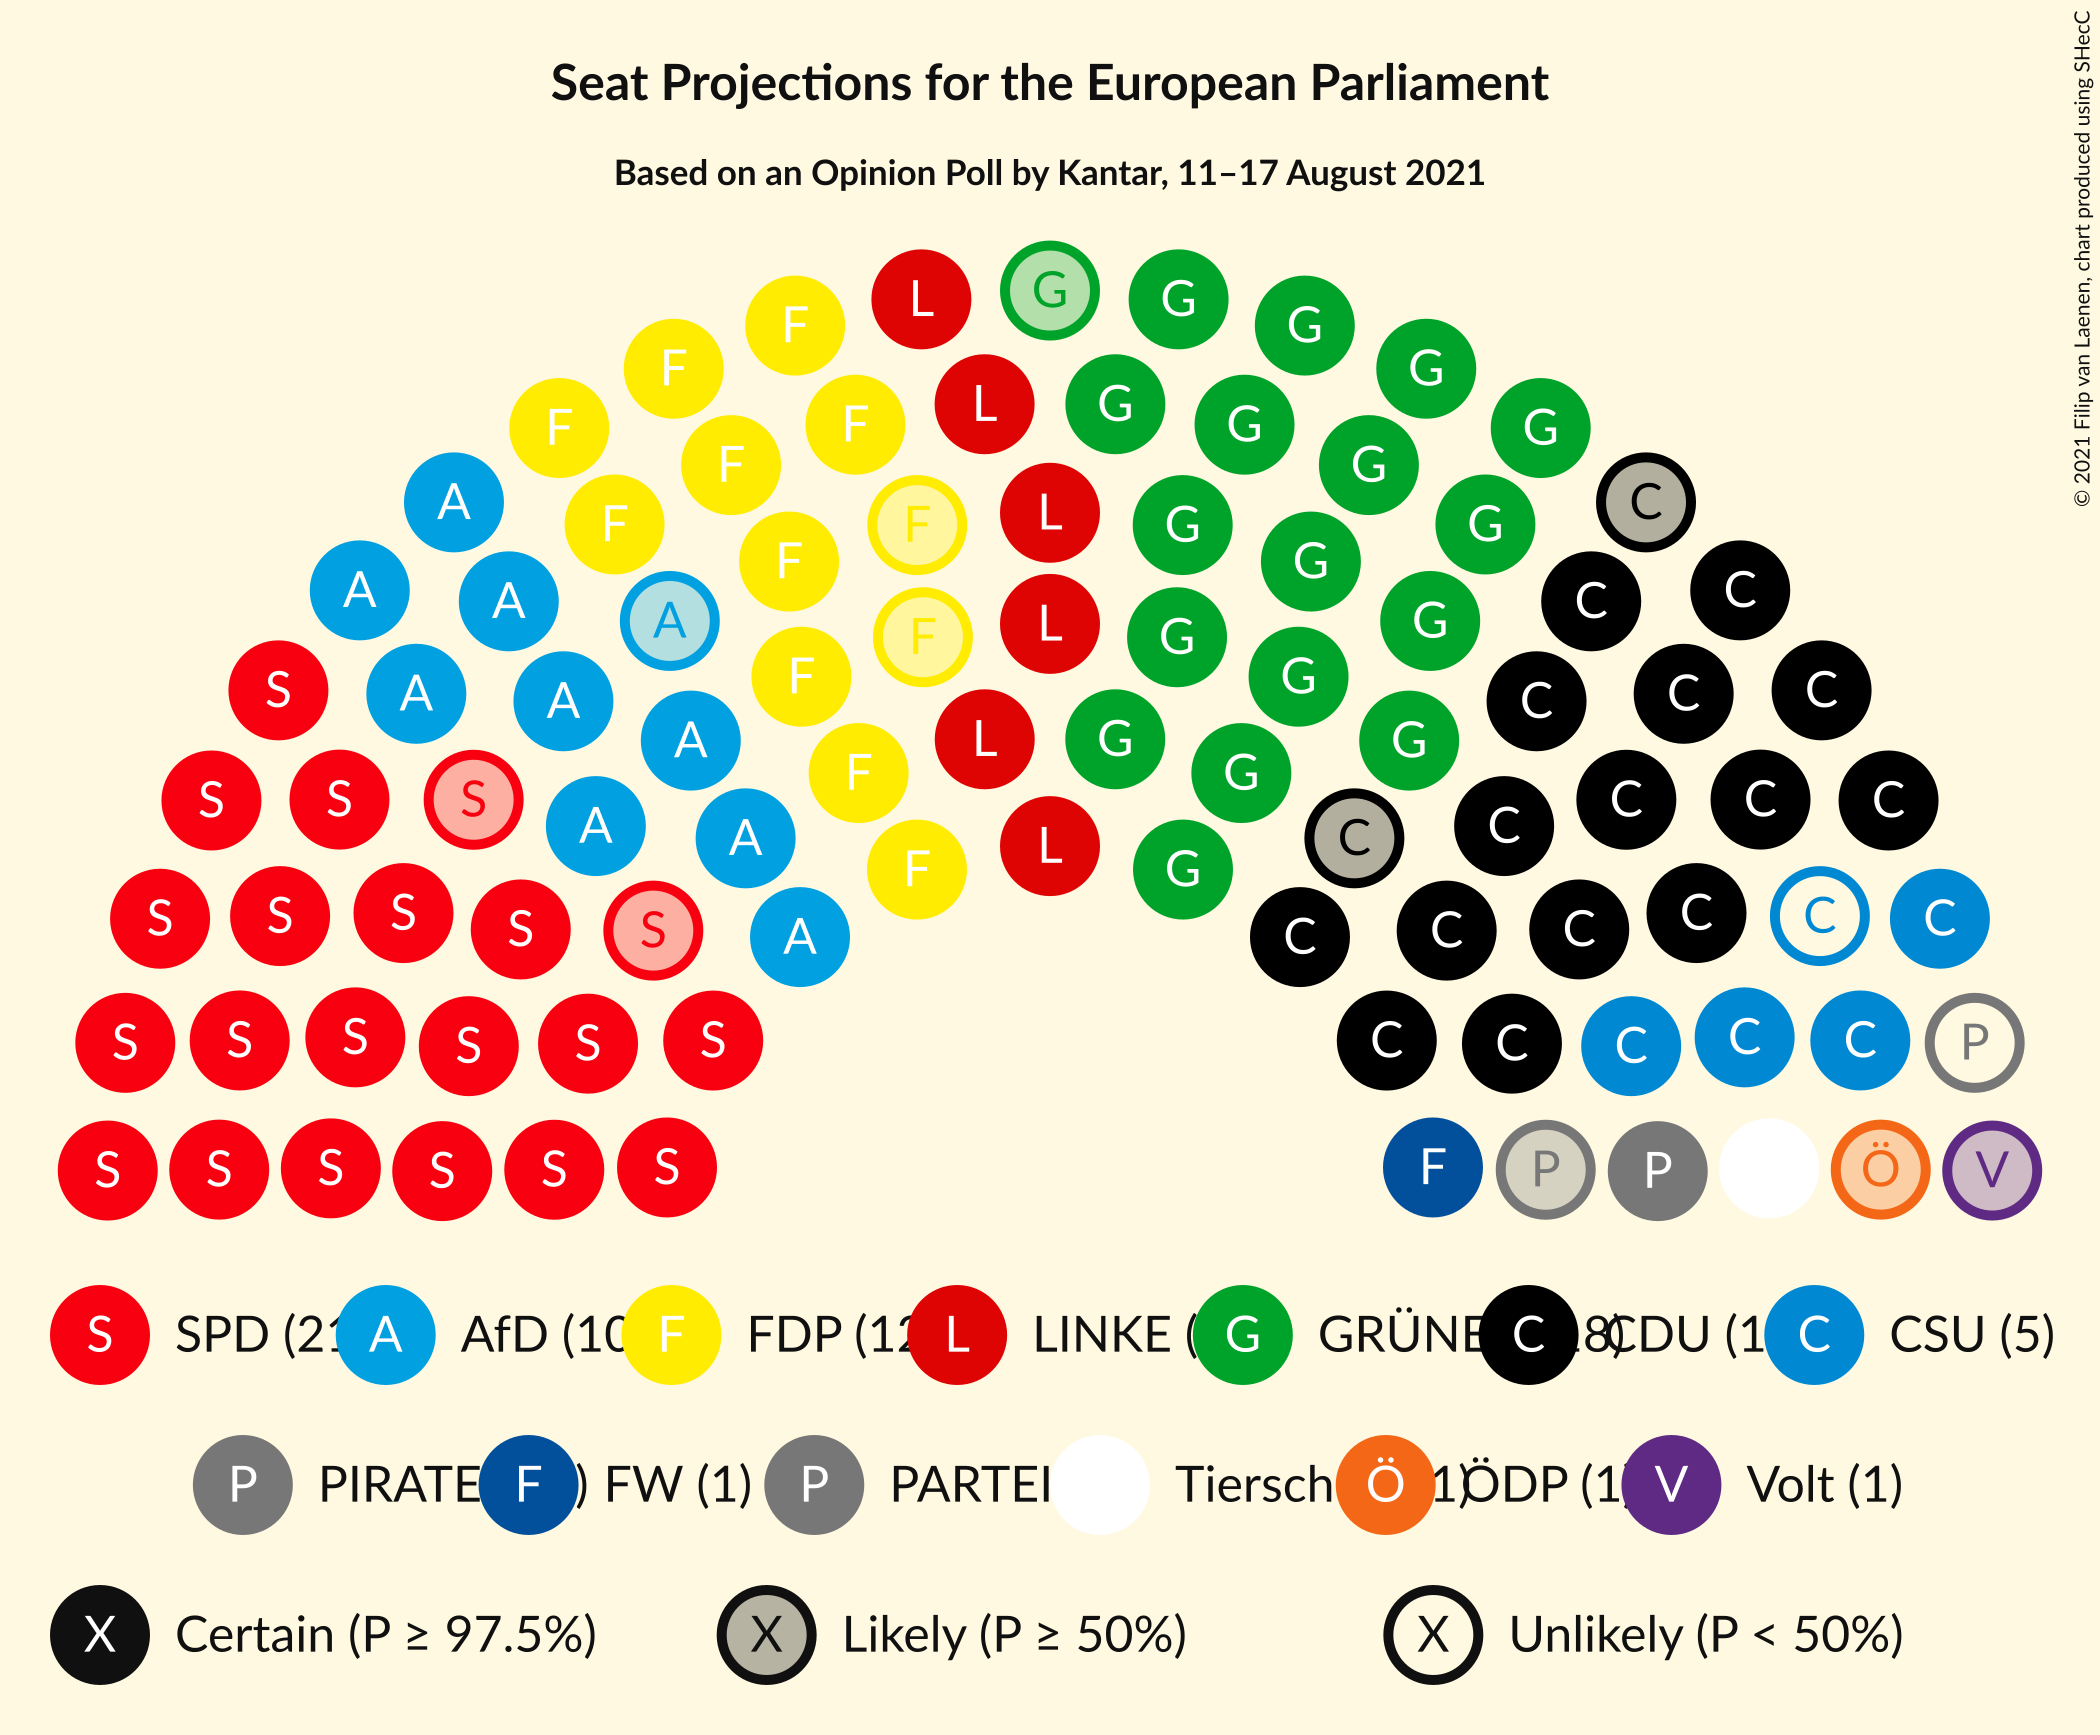 Seat Projections for the European Parliament
Based on an Opinion Poll by Kantar, 11–17 August 2021
© 2021 Filip van Laenen, chart produced using SHecC
G
L G
F G
F L G G
F F G G
F G
A F L G C
F F G G
A A F L G C C
A F G
S A A F L G C C C
A G
S S S A F L G G C C C C C
A C
S S S S S A F L G C C C C C C
S S S S S S C C C C C P
S S S S S S F P P Ö V
S SPD (21 A AfD (10 F FDP (12 L LINKE ( G GRÜNE C 8) CDU (1 C CSU (5)
P PIRATE F ) FW (1) P PARTEI Tiersch Ö 1) ÖDP (1) V Volt (1)
X Certain (P ≥ 97.5%) X Likely (P ≥ 50%) X Unlikely (P < 50%)